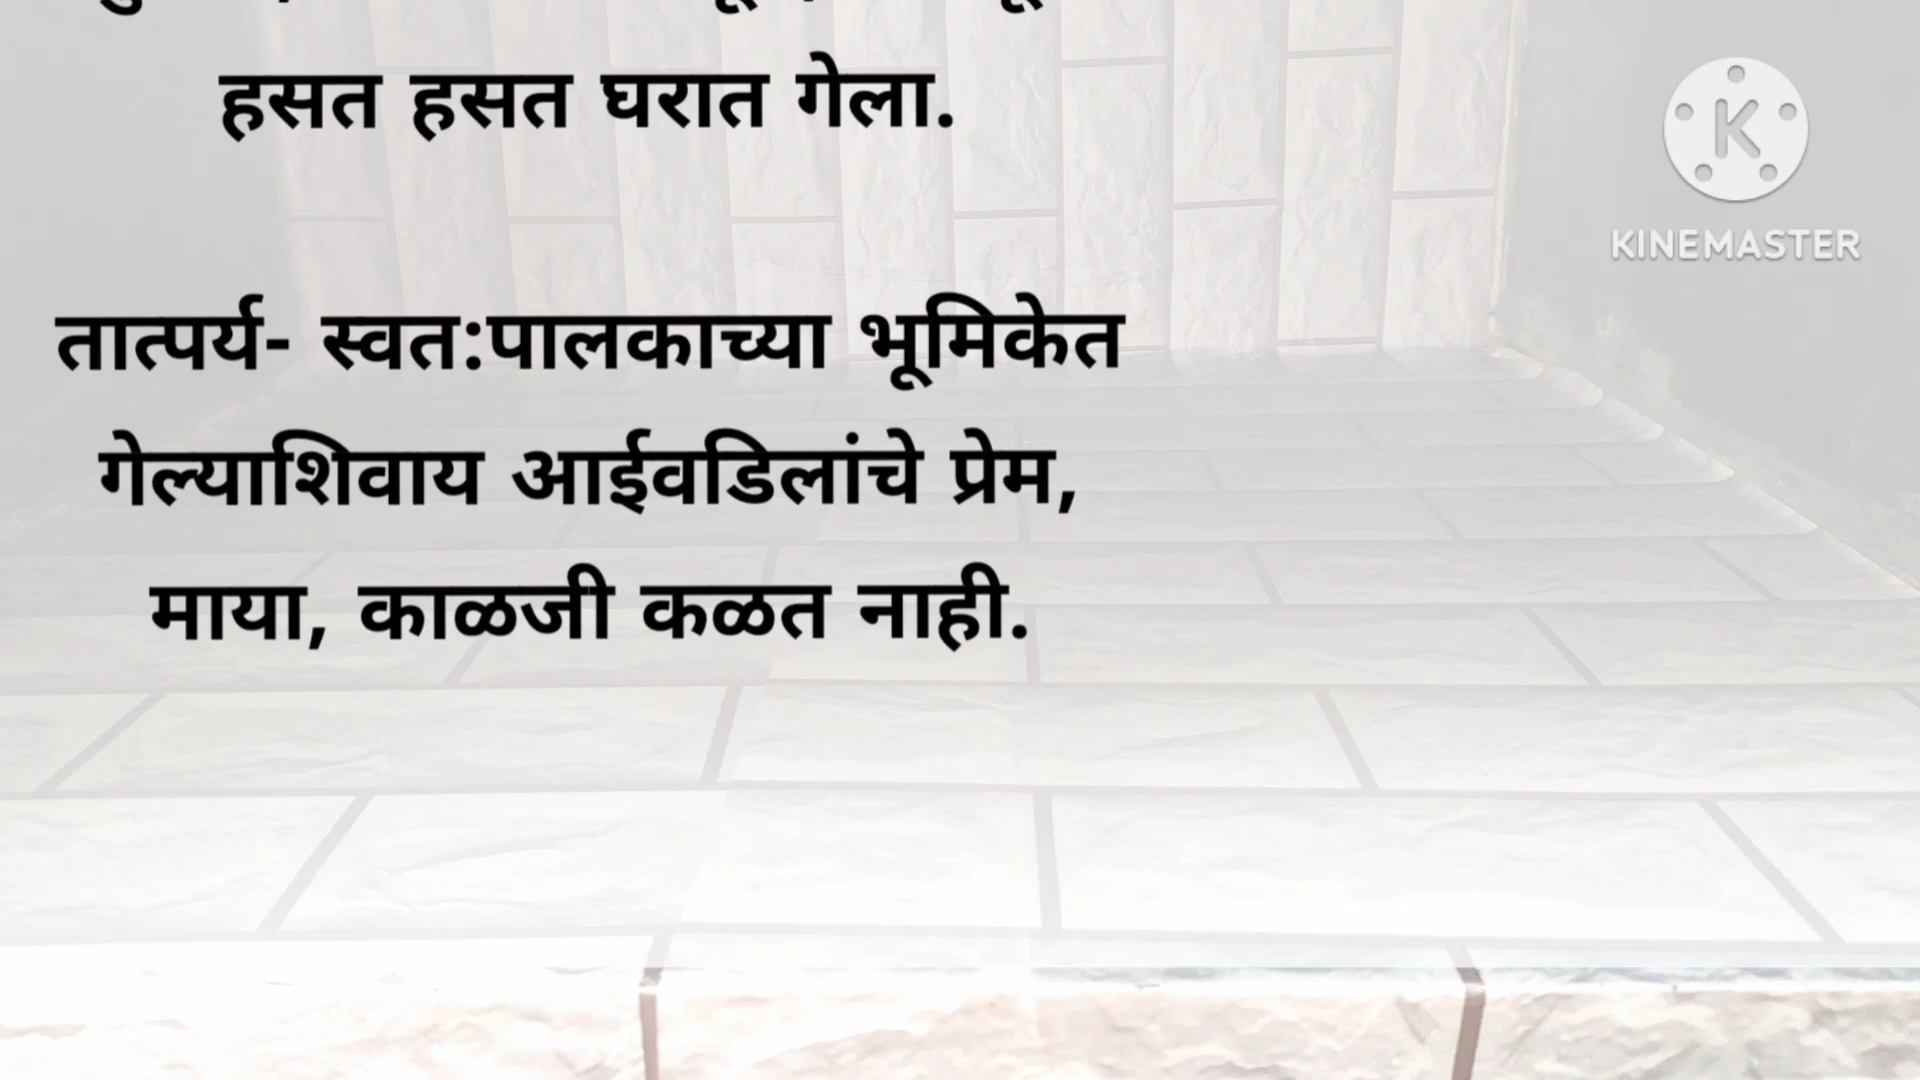 हसत हसत घरात गेला.
तात्पर्य- स्वत:पालकाच्या भूमिकेत
गेल्याशिवाय आईवडिलांचे प्रेम,
माया, काळजी कळत नाही.
KINEMASTER